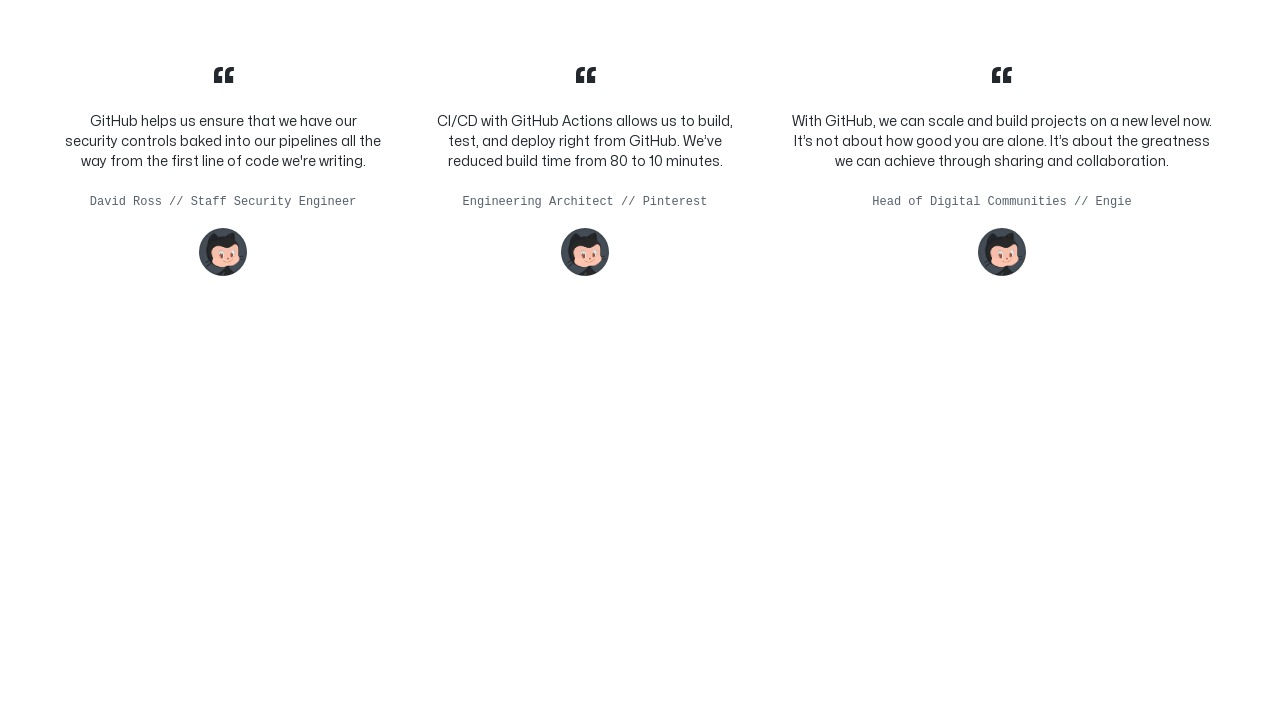 “
GitHub helps us ensure that we have our
security controls baked into our pipelines all the
way from the first line of code we're writing.
David Ross // Staff Security Engineer
“
CI/CD with GitHub Actions allows us to build,
test, and deploy right from GitHub. We’ve
reduced build time from 80 to 10 minutes.
Engineering Architect // Pinterest
“
With GitHub, we can scale and build projects on a new level now.
It’s not about how good you are alone. It’s about the greatness
we can achieve through sharing and collaboration.
Head of Digital Communities // Engie